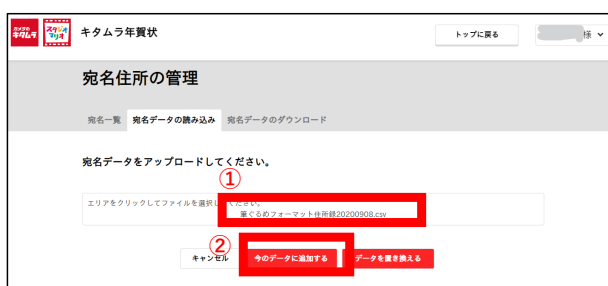 カメラの
キタムラ
スタジオ
マリオ
キタムラ年賀状
トップに戻る
様
宛名住所の管理
宛名一覧 宛名データの読み込み 宛名データのダウンロード
宛名データをアップロードしてください。
①
エリアをクリックしてファイルを選択してください。
筆ぐるめフォーマット住所録20200908.csv
②
キャンセル 今のデータに追加する データを置き換える